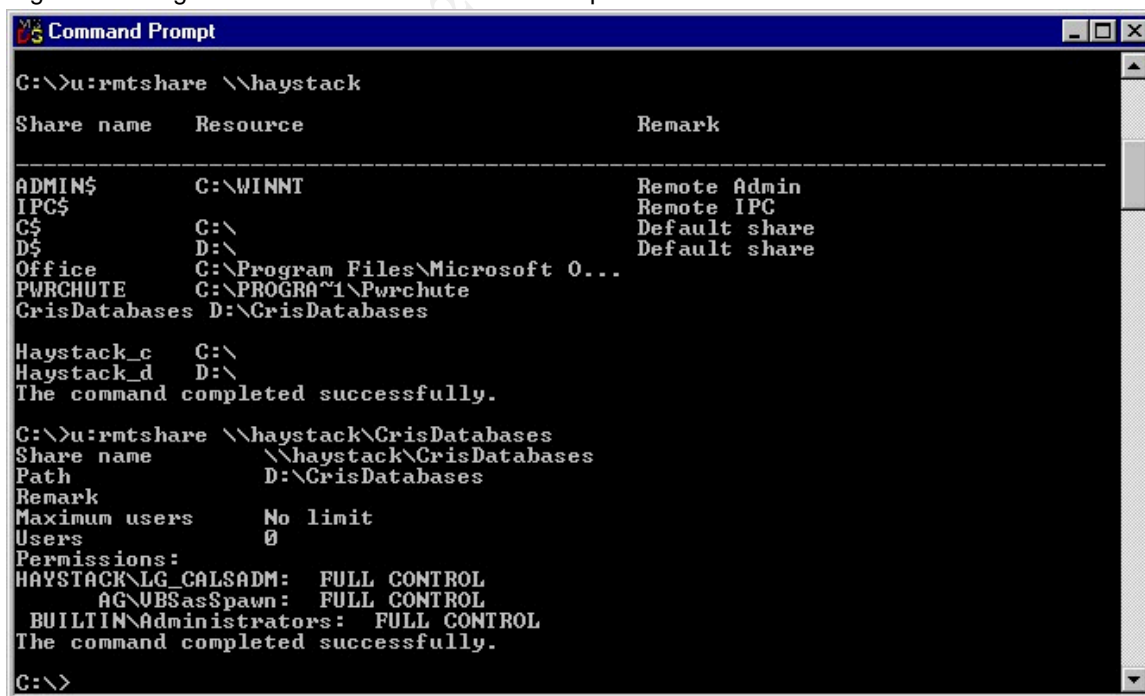 Command Prompt
C:\>u:rmtshare \\haystack
Share name Resource Remark
ADMIN$ C:\WINNT Remote Admin
IPC$ Remote IPC
C$ C:\ Default share
D$ D:\ Default share
Office C:\Program Files\Microsoft O...
PWRCHUTE C:\PROGRA~1\Pwrchute
CrisDatabases D:\CrisDatabases
Haystack_c C:\
Haystack_d D:\
The command completed successfully.
C:\>u:rmtshare \\haystack\CrisDatabases
Share name \\haystack\CrisDatabases
Path D:\CrisDatabases
Remark
Maximum users No limit
Users 0
Permissions:
HAYSTACK\LG_CALSADM: FULL CONTROL
AG\VBSasSpawn: FULL CONTROL
BUILTIN\Administrators: FULL CONTROL
The command completed successfully.
C:\>